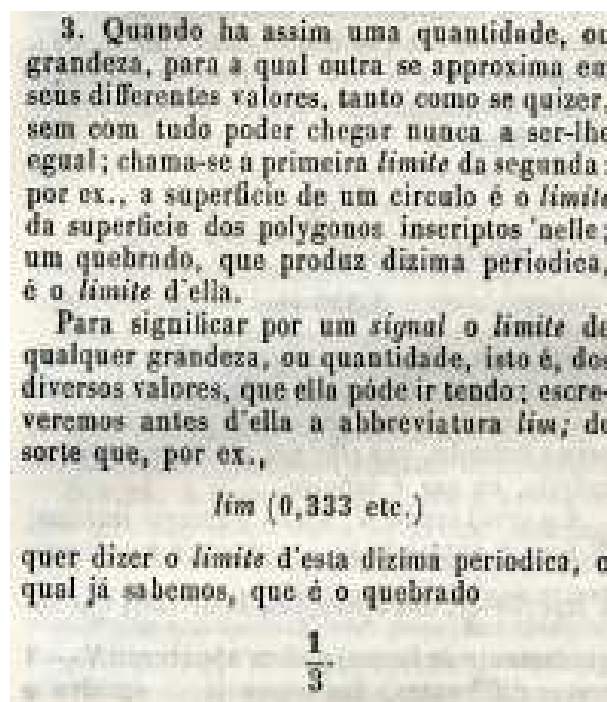 3. Quando ha assim uma quantidade, ou
grandeza, para a qual outra se approxima em
seus differentes valores, tanto como se quizer,
sem com tudo poder chegar nunca a ser-lhe
egual; chama-se a primeira limite da segunda:
por ex., a superficie de um circulo é o limite
da superficie dos polygonos inscriptos 'nelle;
um quebrado, que produz dizima periodica,
é o limite d'ella.
Para significar por um signal o limite de
qualquer grandeza, ou quantidade, isto é, dos
diversos valores, que ella póde ir tendo; escre-
veremos antes d'ella a abbreviatura lim; de
sorte que, por ex.,
lim (0,333 etc.)
quer dizer o limite d'esta dizima periodica, o
qual já sabemos, que é o quebrado
1
3.